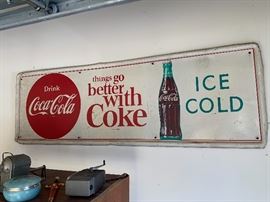 Drink
Coca-Cola
things go
better
with
Coke
Coca-Cola
ICE
COLD